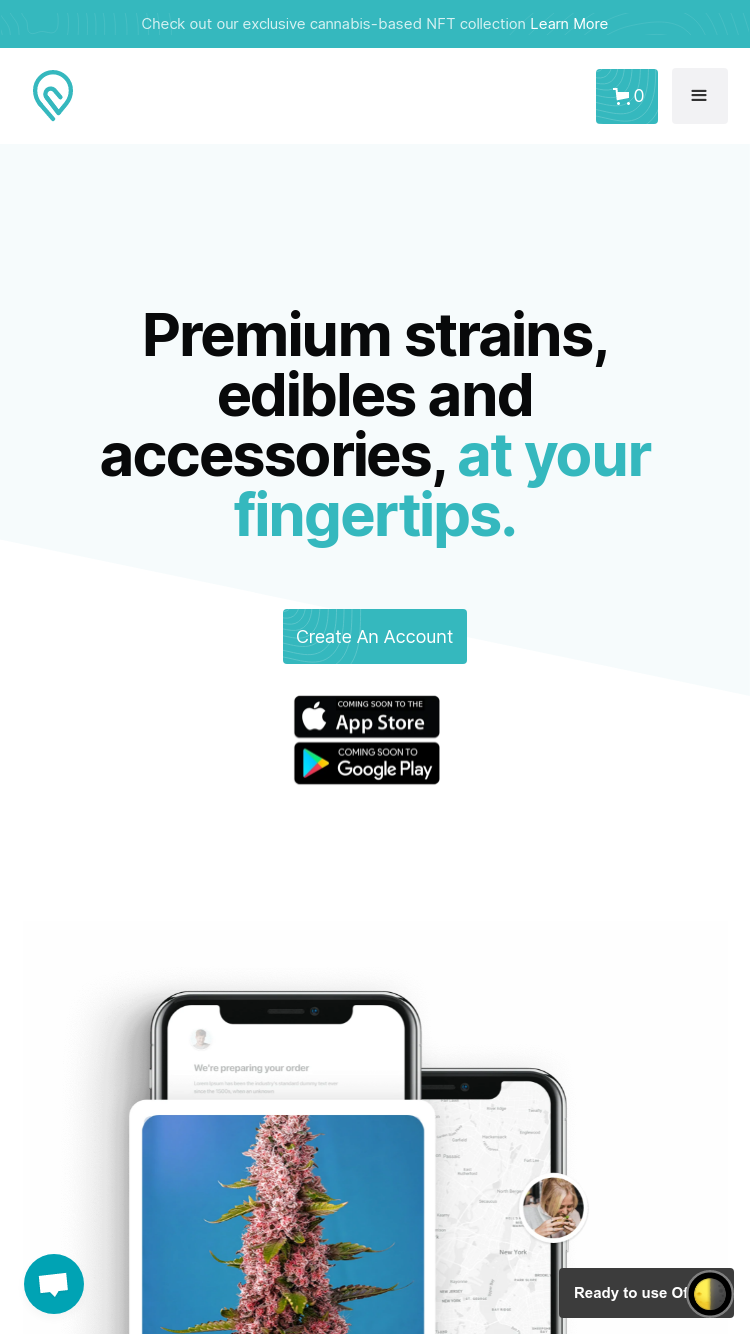 Check out our exclusive cannabis-based NFT collection Learn More
0
Premium strains,
edibles and
accessories, at your
fingertips.
Create An Account
COMING SOON TO THE
App Store
COMING SOON TO
Google Play
We're preparing your order
New York
Ready to use